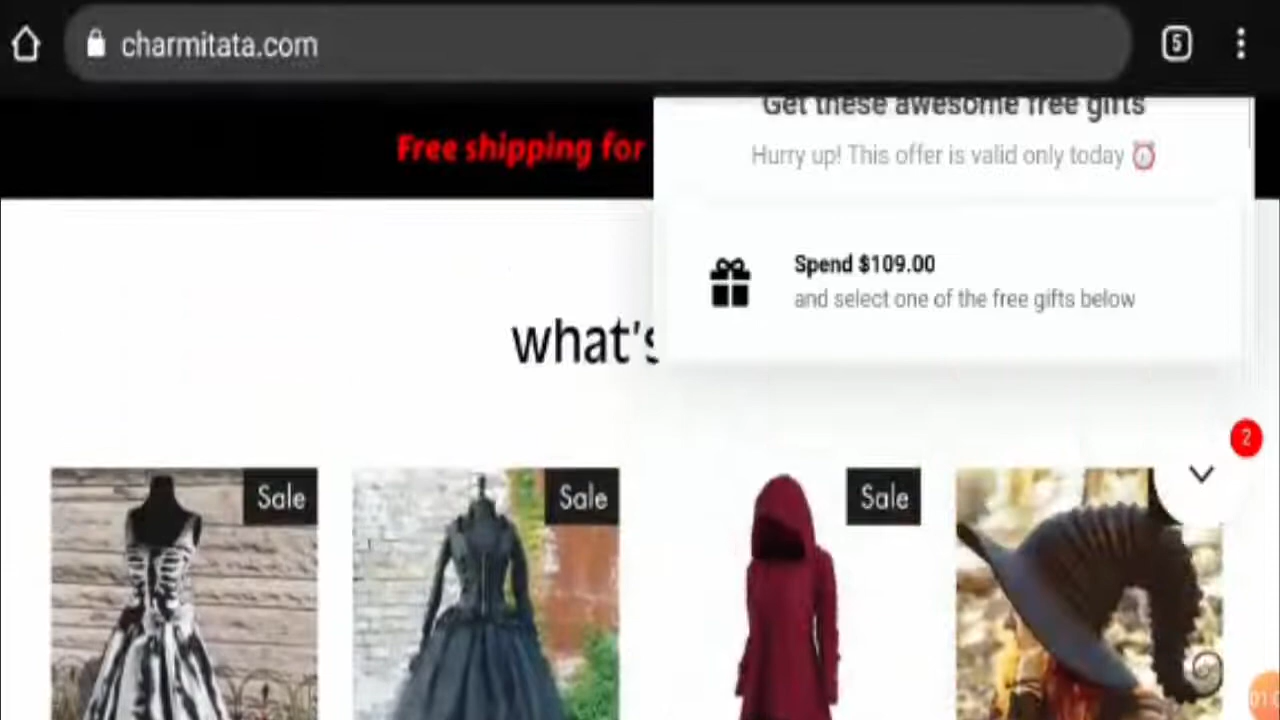 charmitata.com
5
Get these awesome free gifts
Free shipping for
Hurry up! This offer is valid only today
Spend $109.00
and select one of the free gifts below
what's
2
Sale
Sale
Sale